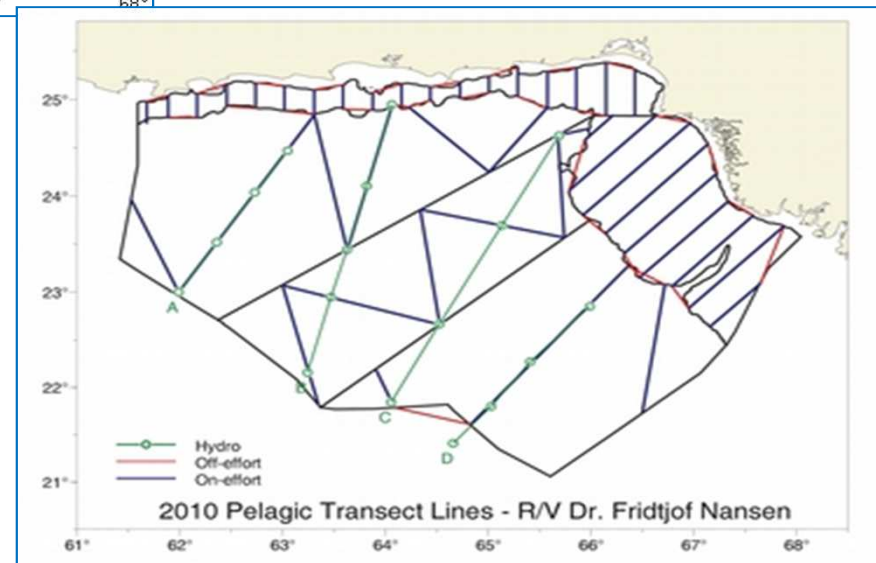 68°
25°
24°
23°
22°
21°
A
C
D
Hydro
Off-effort
On-effort
2010 Pelagic Transect Lines - R/V Dr. Fridtjof Nansen
61° 62° 63° 64° 65° 66° 67° 68°